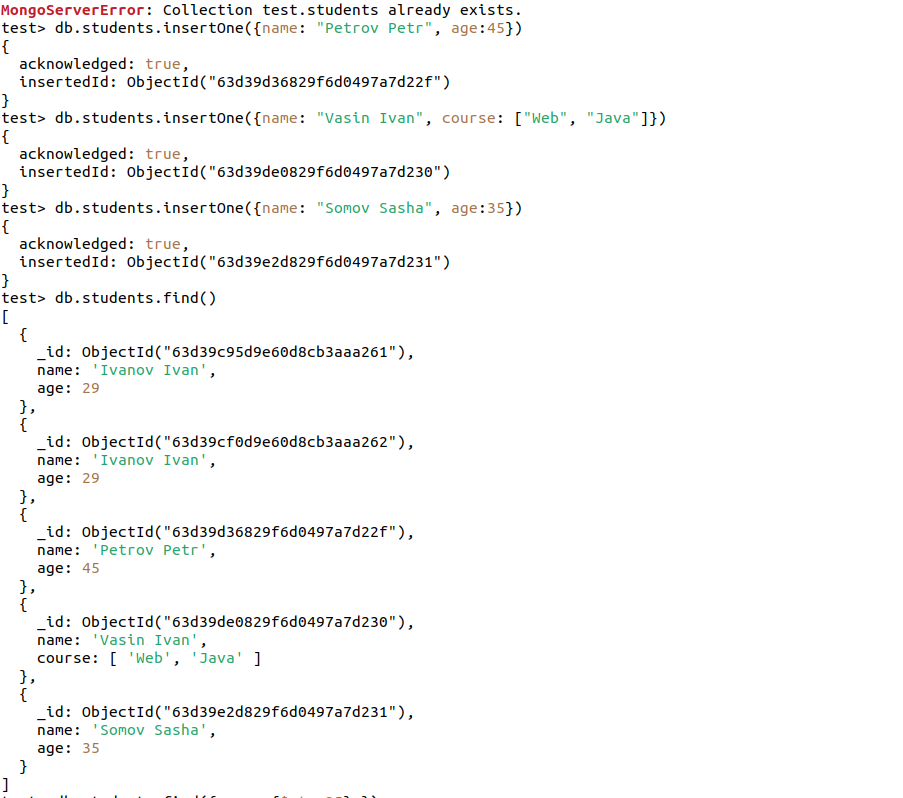 MongoServerError: Collection test.students already exists.
test> db.students.insertOne({name: "Petrov Petr", age:45})
{
  acknowledged: true,
  insertedId: ObjectId("63d39d36829f6d0497a7d22f")
}
test> db.students.insertOne({name: "Vasin Ivan", course: ["Web", "Java"]})
{
  acknowledged: true,
  insertedId: ObjectId("63d39de0829f6d0497a7d230")
}
test> db.students.insertOne({name: "Somov Sasha", age:35})
{
  acknowledged: true,
  insertedId: ObjectId("63d39e2d829f6d0497a7d231")
}
test> db.students.find()
[
  {
    _id: ObjectId("63d39c95d9e60d8cb3aaa261"),
    name: 'Ivanov Ivan',
    age: 29
  },
  {
    _id: ObjectId("63d39cf0d9e60d8cb3aaa262"),
    name: 'Ivanov Ivan',
    age: 29
  },
  {
    _id: ObjectId("63d39d36829f6d0497a7d22f"),
    name: 'Petrov Petr',
    age: 45
  },
  {
    _id: ObjectId("63d39de0829f6d0497a7d230"),
    name: 'Vasin Ivan',
    course: [ 'Web', 'Java' ]
  },
  {
    _id: ObjectId("63d39e2d829f6d0497a7d231"),
    name: 'Somov Sasha',
    age: 35
  }
]